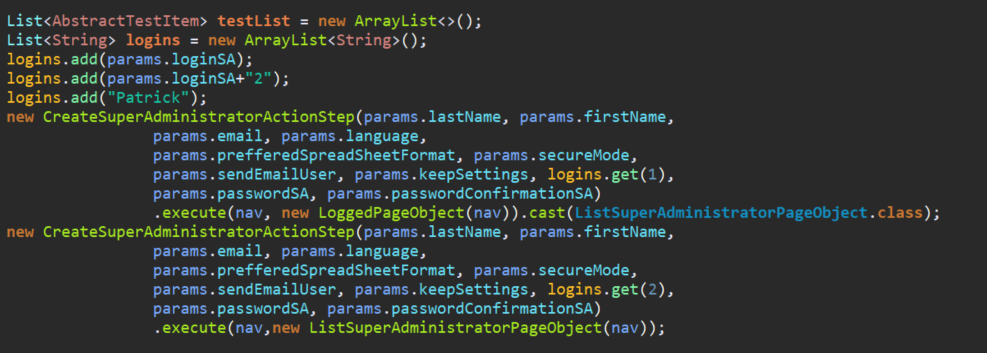 List<AbstractTestItem> testList = new ArrayList<>();
List<String> logins = new ArrayList<String>();
logins.add(params.loginSA);
logins.add(params.loginSA+"2");
logins.add("Patrick");
new CreateSuperAdministratorActionStep(params.lastName, params.firstName,
params.email, params.language,
params.prefferedSpreadSheetFormat, params.secureMode,
params.sendEmailUser, params.keepSettings, logins.get(1),
params.passwordSA, params.passwordConfirmationSA)
.execute(nav, new LoggedPageObject(nav)).cast(ListSuperAdministratorPageObject.class);
new CreateSuperAdministratorActionStep(params.lastName, params.firstName,
params.email, params.language,
params.prefferedSpreadSheetFormat, params.secureMode,
params.sendEmailUser, params.keepSettings, logins.get(2),
params.passwordSA, params.passwordConfirmationSA)
.execute(nav,new ListSuperAdministratorPageObject(nav));